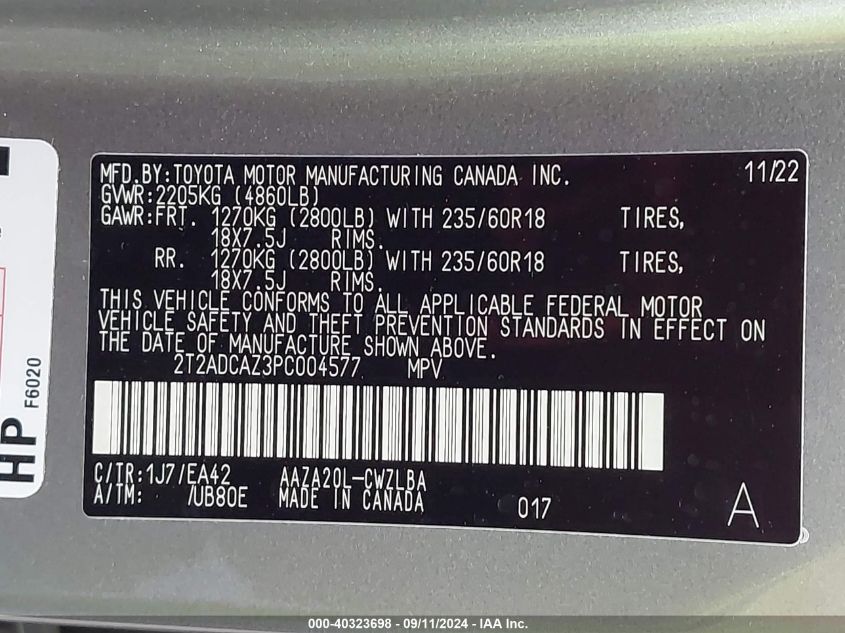 MFD.BY:TOYOTA MOTOR MANUFACTURING CANADA INC. 11/22
GVWR:2205KG (4860LB)
GAWR:FRT. 1270KG (2800LB) WITH 235/60R18 TIRES,
18X7.5J RIMS.
RR. 1270KG (2800LB) WITH 235/60R18 TIRES,
18X7.5J RIMS.
THIS VEHICLE CONFORMS TO ALL APPLICABLE FEDERAL MOTOR
VEHICLE SAFETY AND THEFT PREVENTION STANDARDS IN EFFECT ON
THE DATE OF MANUFACTURE SHOWN ABOVE.
2T2ADCAZ3PC004577 MPV
C/TR:1J7/EA42 AAZA20L-CWZLBA
A/TM: /UB80E MADE IN CANADA 017 A
HP
F6020
000-40323698 - 09/11/2024 - IAA Inc.